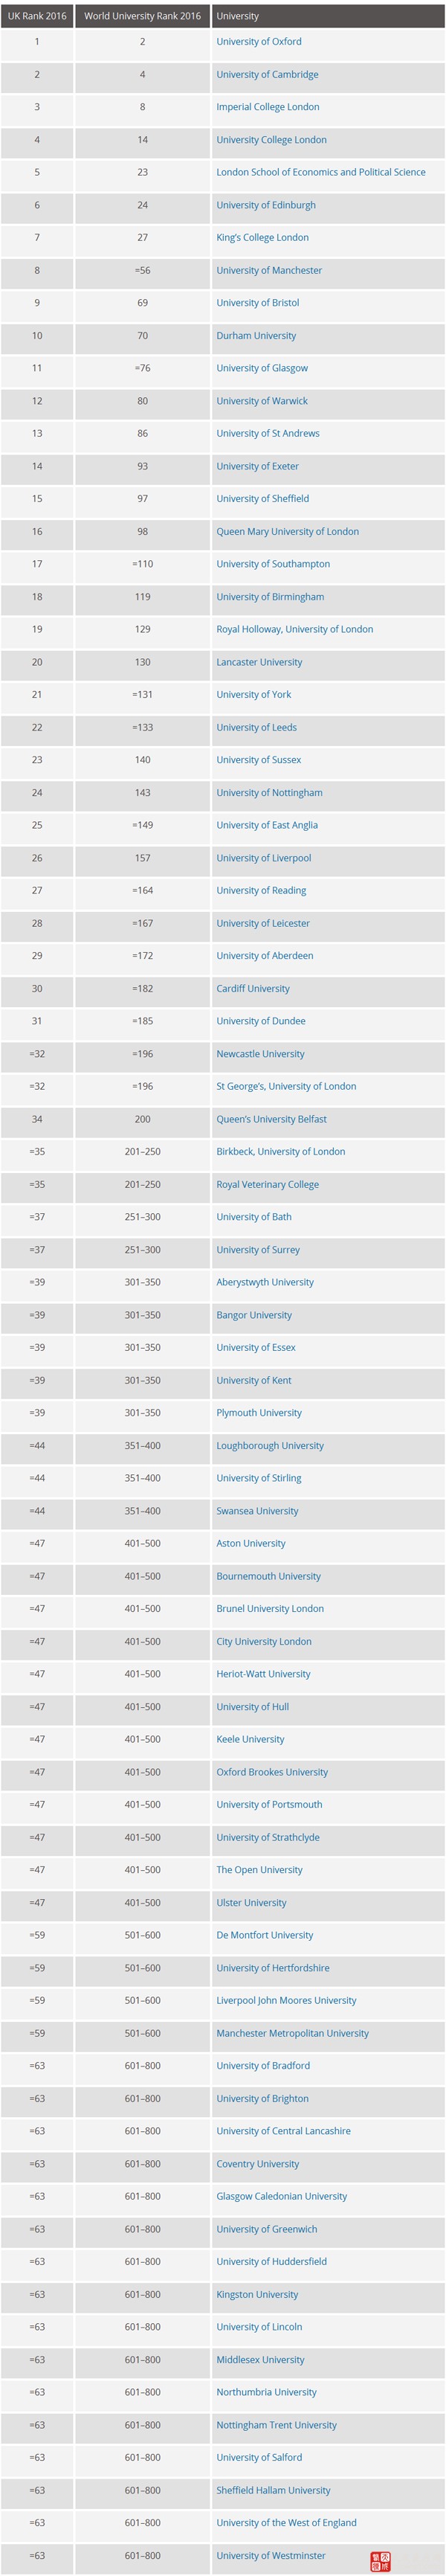 UK Rank 2016 World University Rank 2016 University
1 2 University of Oxford
2 4 University of Cambridge
3 8 Imperial College London
4 14 University College London
5 23 London School of Economics and Political Science
6 24 University of Edinburgh
7 27 King's College London
8 =56 University of Manchester
9 69 University of Bristol
10 70 Durham University
11 =76 University of Glasgow
12 80 University of Warwick
13 86 University of St Andrews
14 93 University of Exeter
15 97 University of Sheffield
16 98 Queen Mary University of London
17 =110 University of Southampton
18 119 University of Birmingham
19 129 Royal Holloway, University of London
20 130 Lancaster University
21 =131 University of York
22 =133 University of Leeds
23 140 University of Sussex
24 143 University of Nottingham
25 =149 University of East Anglia
26 157 University of Liverpool
27 =164 University of Reading
28 =167 University of Leicester
29 =172 University of Aberdeen
30 =182 Cardiff University
31 =185 University of Dundee
=32 =196 Newcastle University
=32 =196 St George's, University of London
34 200 Queen's University Belfast
=35 201–250 Birkbeck, University of London
=35 201–250 Royal Veterinary College
=37 251–300 University of Bath
=37 251–300 University of Surrey
=39 301–350 Aberystwyth University
=39 301–350 Bangor University
=39 301–350 University of Essex
=39 301–350 University of Kent
=39 301–350 Plymouth University
=44 351–400 Loughborough University
=44 351–400 University of Stirling
=44 351–400 Swansea University
=47 401–500 Aston University
=47 401–500 Bournemouth University
=47 401–500 Brunel University London
=47 401–500 City University London
=47 401–500 Heriot-Watt University
=47 401–500 University of Hull
=47 401–500 Keele University
=47 401–500 Oxford Brookes University
=47 401–500 University of Portsmouth
=47 401–500 University of Strathclyde
=47 401–500 The Open University
=47 401–500 Ulster University
=59 501–600 De Montfort University
=59 501–600 University of Hertfordshire
=59 501–600 Liverpool John Moores University
=59 501–600 Manchester Metropolitan University
=63 601–800 University of Bradford
=63 601–800 University of Brighton
=63 601–800 University of Central Lancashire
=63 601–800 Coventry University
=63 601–800 Glasgow Caledonian University
=63 601–800 University of Greenwich
=63 601–800 University of Huddersfield
=63 601–800 Kingston University
=63 601–800 University of Lincoln
=63 601–800 Middlesex University
=63 601–800 Northumbria University
=63 601–800 Nottingham Trent University
=63 601–800 University of Salford
=63 601–800 Sheffield Hallam University
=63 601–800 University of the West of England
=63 601–800 University of Westminster